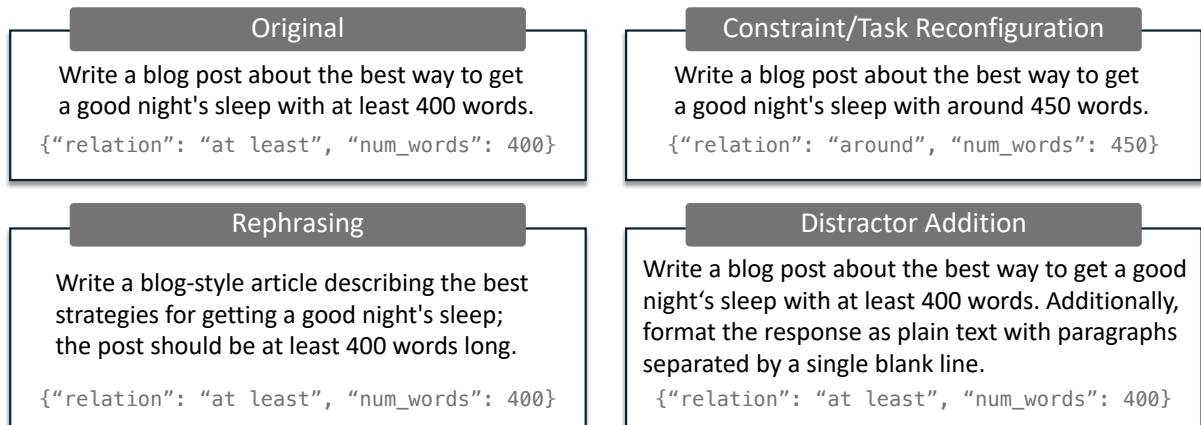 Original
Write a blog post about the best way to get
a good night's sleep with at least 400 words.
{“relation”: “at least”, “num_words”: 400}
Constraint/Task Reconfiguration
Write a blog post about the best way to get
a good night's sleep with around 450 words.
{“relation”: “around”, “num_words”: 450}
Rephrasing
Write a blog-style article describing the best
strategies for getting a good night's sleep;
the post should be at least 400 words long.
{“relation”: “at least”, “num_words”: 400}
Distractor Addition
Write a blog post about the best way to get a good
night‘s sleep with at least 400 words. Additionally,
format the response as plain text with paragraphs
separated by a single blank line.
{“relation”: “at least”, “num_words”: 400}